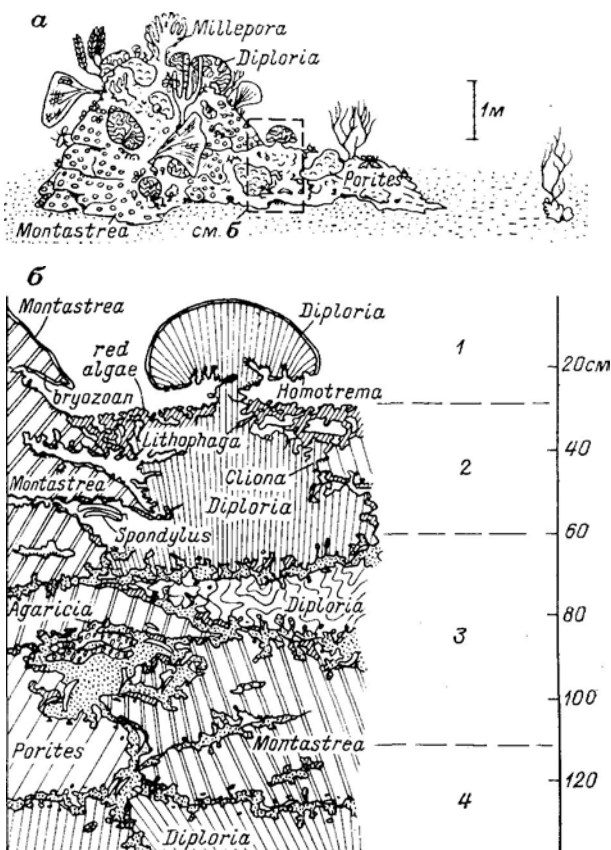 а
Millepora
Diploria
1м
Porites
Montastrea
см. б
б
Montastrea
Diploria
red
algae
1
20см
bryozoan
Homotrema
Lithophaga
40
Cliona
2
Montastrea
Diploria
Spondylus
60
Agaricia
Diploria
80
3
100
Porites
Montastrea
120
4
Diploria